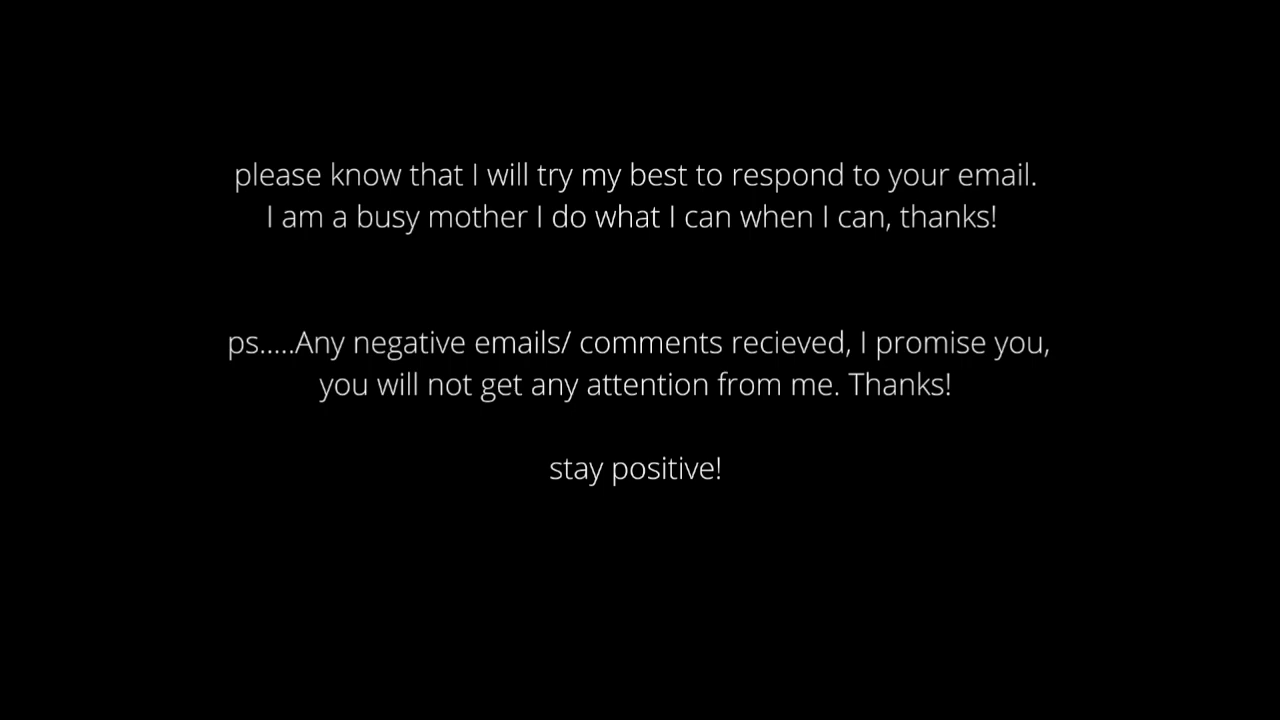 please know that I will try my best to respond to your email.
I am a busy mother I do what I can when I can, thanks!
ps.....Any negative emails/ comments recieved, I promise you,
you will not get any attention from me. Thanks!
stay positive!